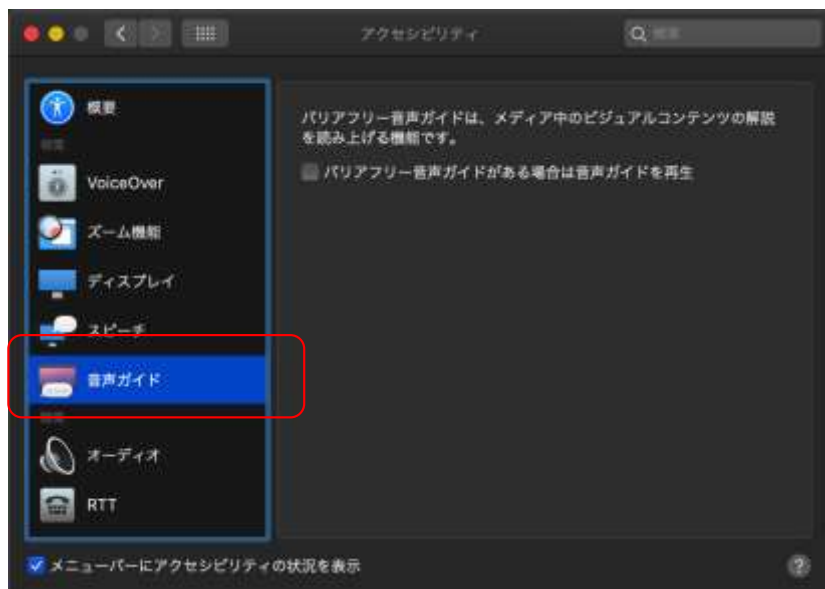 アクセシビリティ
概要
VoiceOver
ズーム機能
ディスプレイ
スピーチ
音声ガイド
オーディオ
RTT
バリアフリー音声ガイドは、メディア中のビジュアルコンテンツの解説
を読み上げる機能です。
バリアフリー音声ガイドがある場合は音声ガイドを再生
メニューバーにアクセシビリティの状況を表示
?